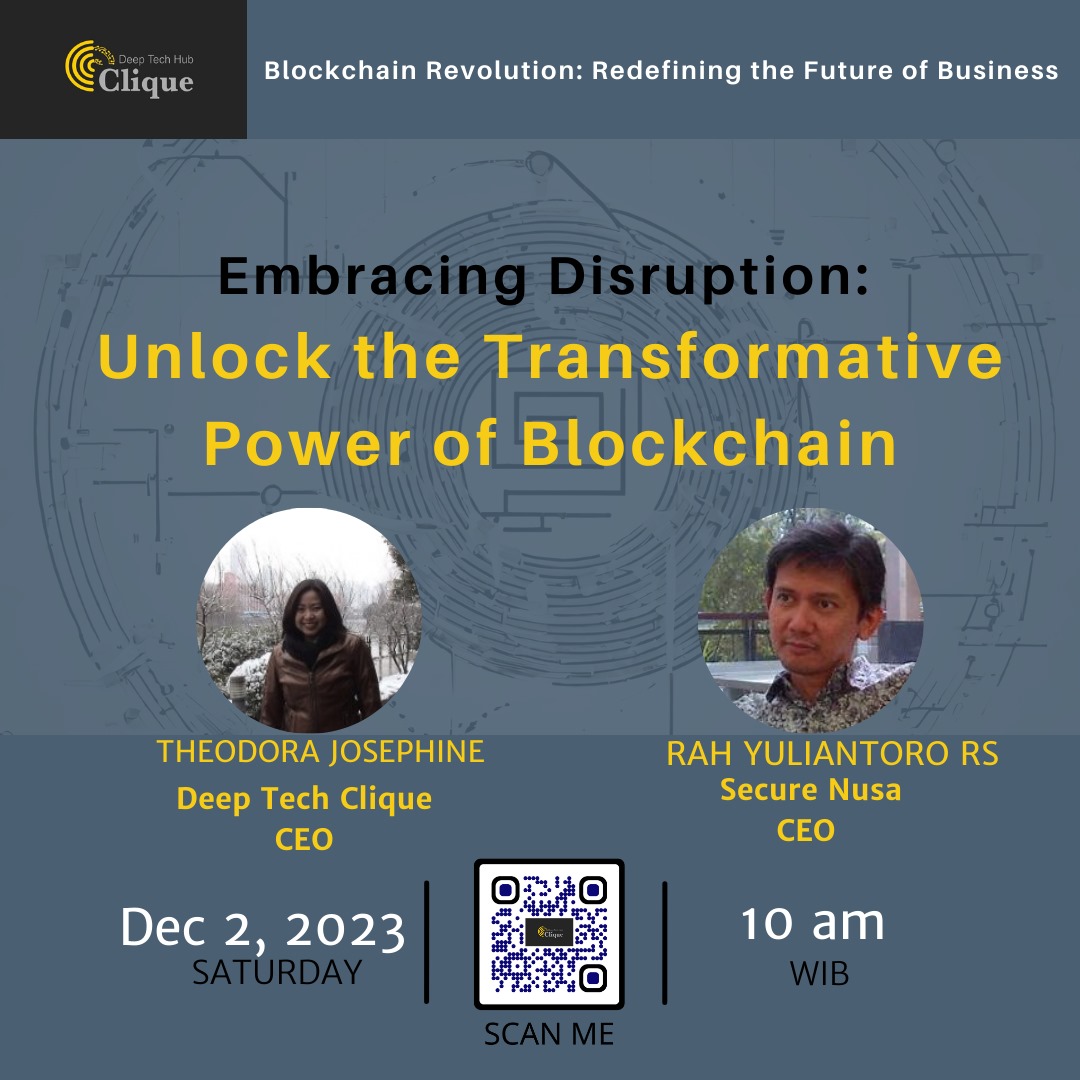 Deep Tech Hub
Clique
Blockchain Revolution: Redefining the Future of Business
Embracing Disruption:
Unlock the Transformative
Power of Blockchain
THEODORA JOSEPHINE
Deep Tech Clique
CEO
RAH YULIANTORO RS
Secure Nusa
CEO
Dec 2, 2023
SATURDAY
Clique
SCAN ME
10 am
WIB